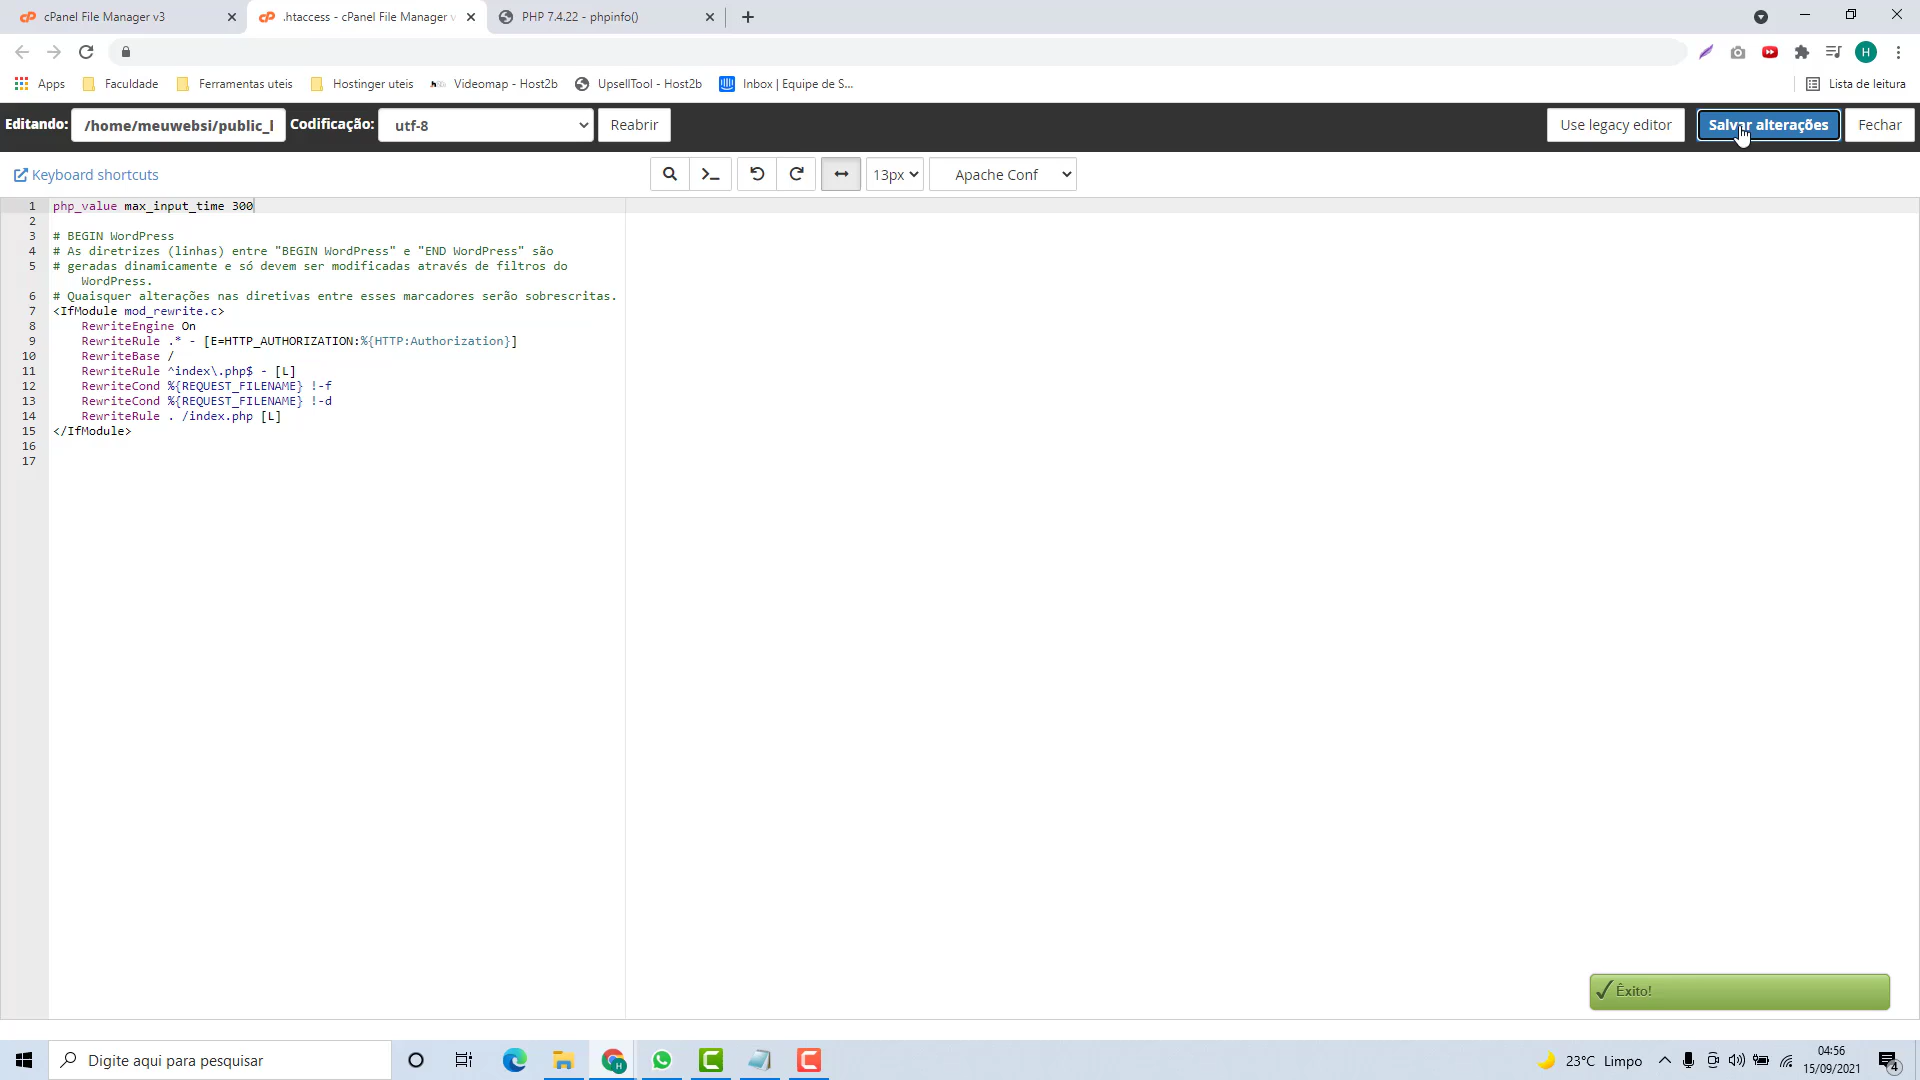 cPanel File Manager v3
.htaccess - cPanel File Manager v
PHP 7.4.22 - phpinfo()
H
Apps
Faculdade
Ferramentas uteis
Hostinger uteis
Videomap - Host2b
UpsellTool - Host2b
Inbox | Equipe de S...
Lista de leitura
Editando:
/home/meuwebsi/public_l
Codificação:
utf-8
Reabrir
Use legacy editor
Salvar alterações
Fechar
Keyboard shortcuts
13px
Apache Conf
1 php_value max_input_time 300
2
3 # BEGIN WordPress
4 # As diretrizes (linhas) entre "BEGIN WordPress" e "END WordPress" são
5 # geradas dinamicamente e só devem ser modificadas através de filtros do
WordPress.
6 # Quaisquer alterações nas diretivas entre esses marcadores serão sobrescritas.
7 <IfModule mod_rewrite.c>
8 RewriteEngine On
9 RewriteRule .* - [E=HTTP_AUTHORIZATION:%{HTTP:Authorization}]
10 RewriteBase /
11 RewriteRule ^index\.php$ - [L]
12 RewriteCond %{REQUEST_FILENAME} !-f
13 RewriteCond %{REQUEST_FILENAME} !-d
14 RewriteRule . /index.php [L]
15 </IfModule>
16
17
Êxito!
Digite aqui para pesquisar
23°C Limpo
04:56
15/09/2021
4